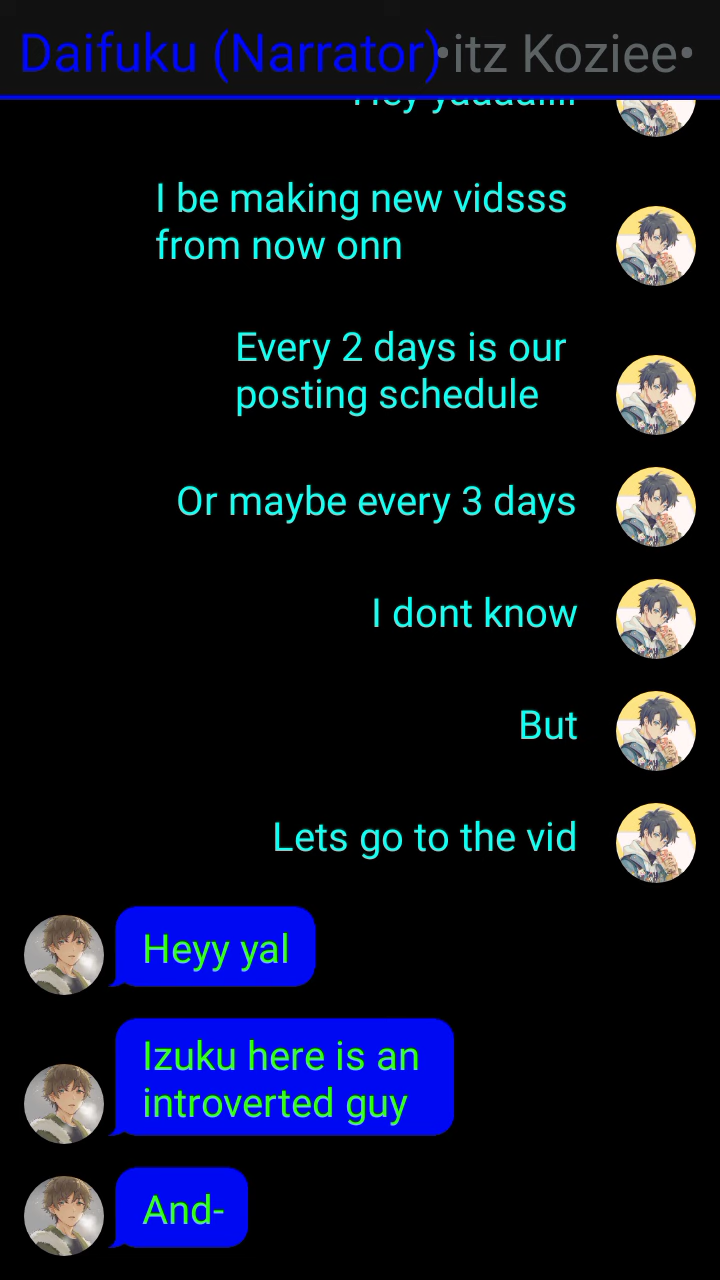 Daifuku (Narrator) •itz Koziee•
I be making new vidsss
from now onn
Every 2 days is our
posting schedule
Or maybe every 3 days
I dont know
But
Lets go to the vid
Heyy yal
Izuku here is an
introverted guy
And-